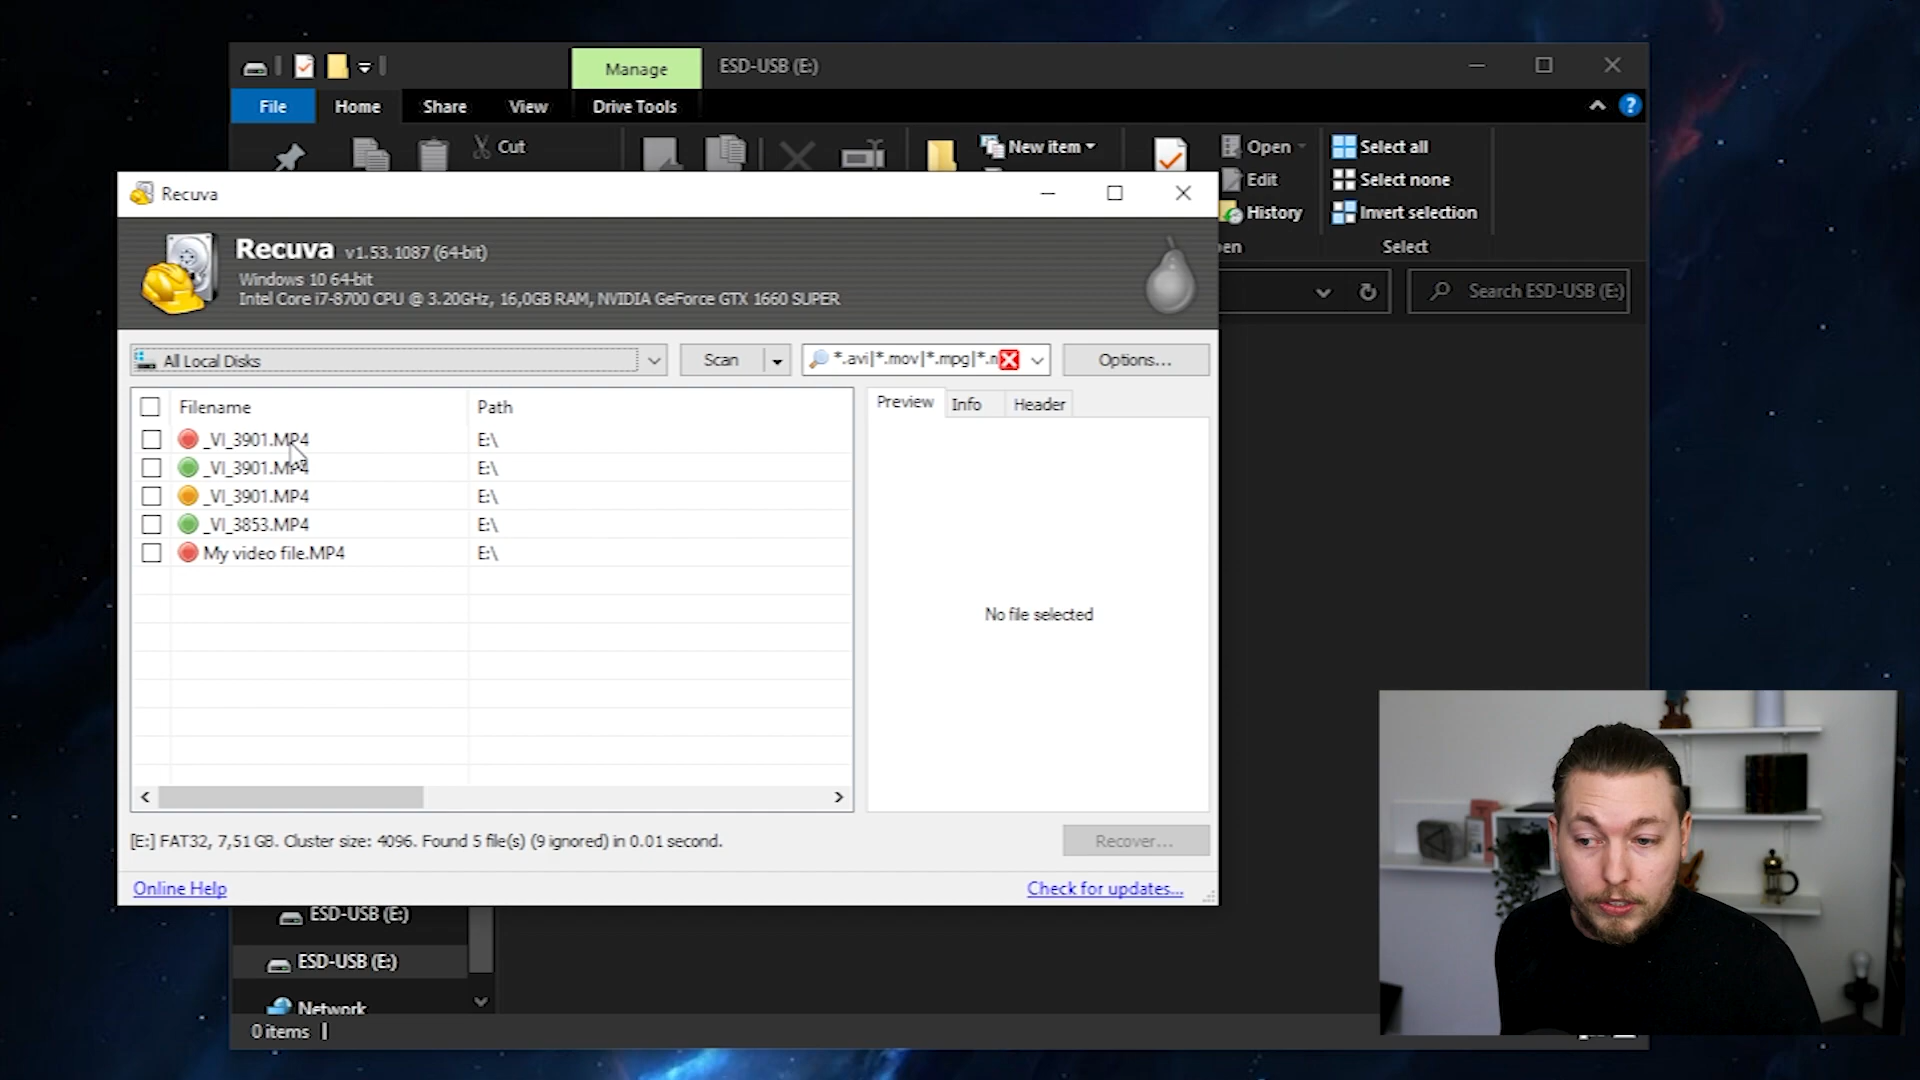 Manage
ESD-USB (E:)
File
Home
Share
View
Drive Tools
Cut
New item
Open
Select all
Edit
Select none
History
Invert selection
Select
Search ESD-USB (E:)
Recuva
Recuva v1.53.1087 (64-bit)
Windows 10 64-bit
Intel Core i7-8700 CPU @ 3.20GHz, 16,0GB RAM, NVIDIA GeForce GTX 1660 SUPER
All Local Disks
Scan
*.avi|*.mov|*.mpg|*.
Options...
Filename
Path
_VI_3901.MP4
E:\
_VI_3901.MP4
E:\
_VI_3901.MP4
E:\
_VI_3853.MP4
E:\
My video file.MP4
E:\
Preview
Info
Header
No file selected
[E:] FAT32, 7,51 GB. Cluster size: 4096. Found 5 file(s) (9 ignored) in 0.01 second.
Recover...
Online Help
Check for updates...
ESD-USB (E:)
ESD-USB (E:)
Network
0 items